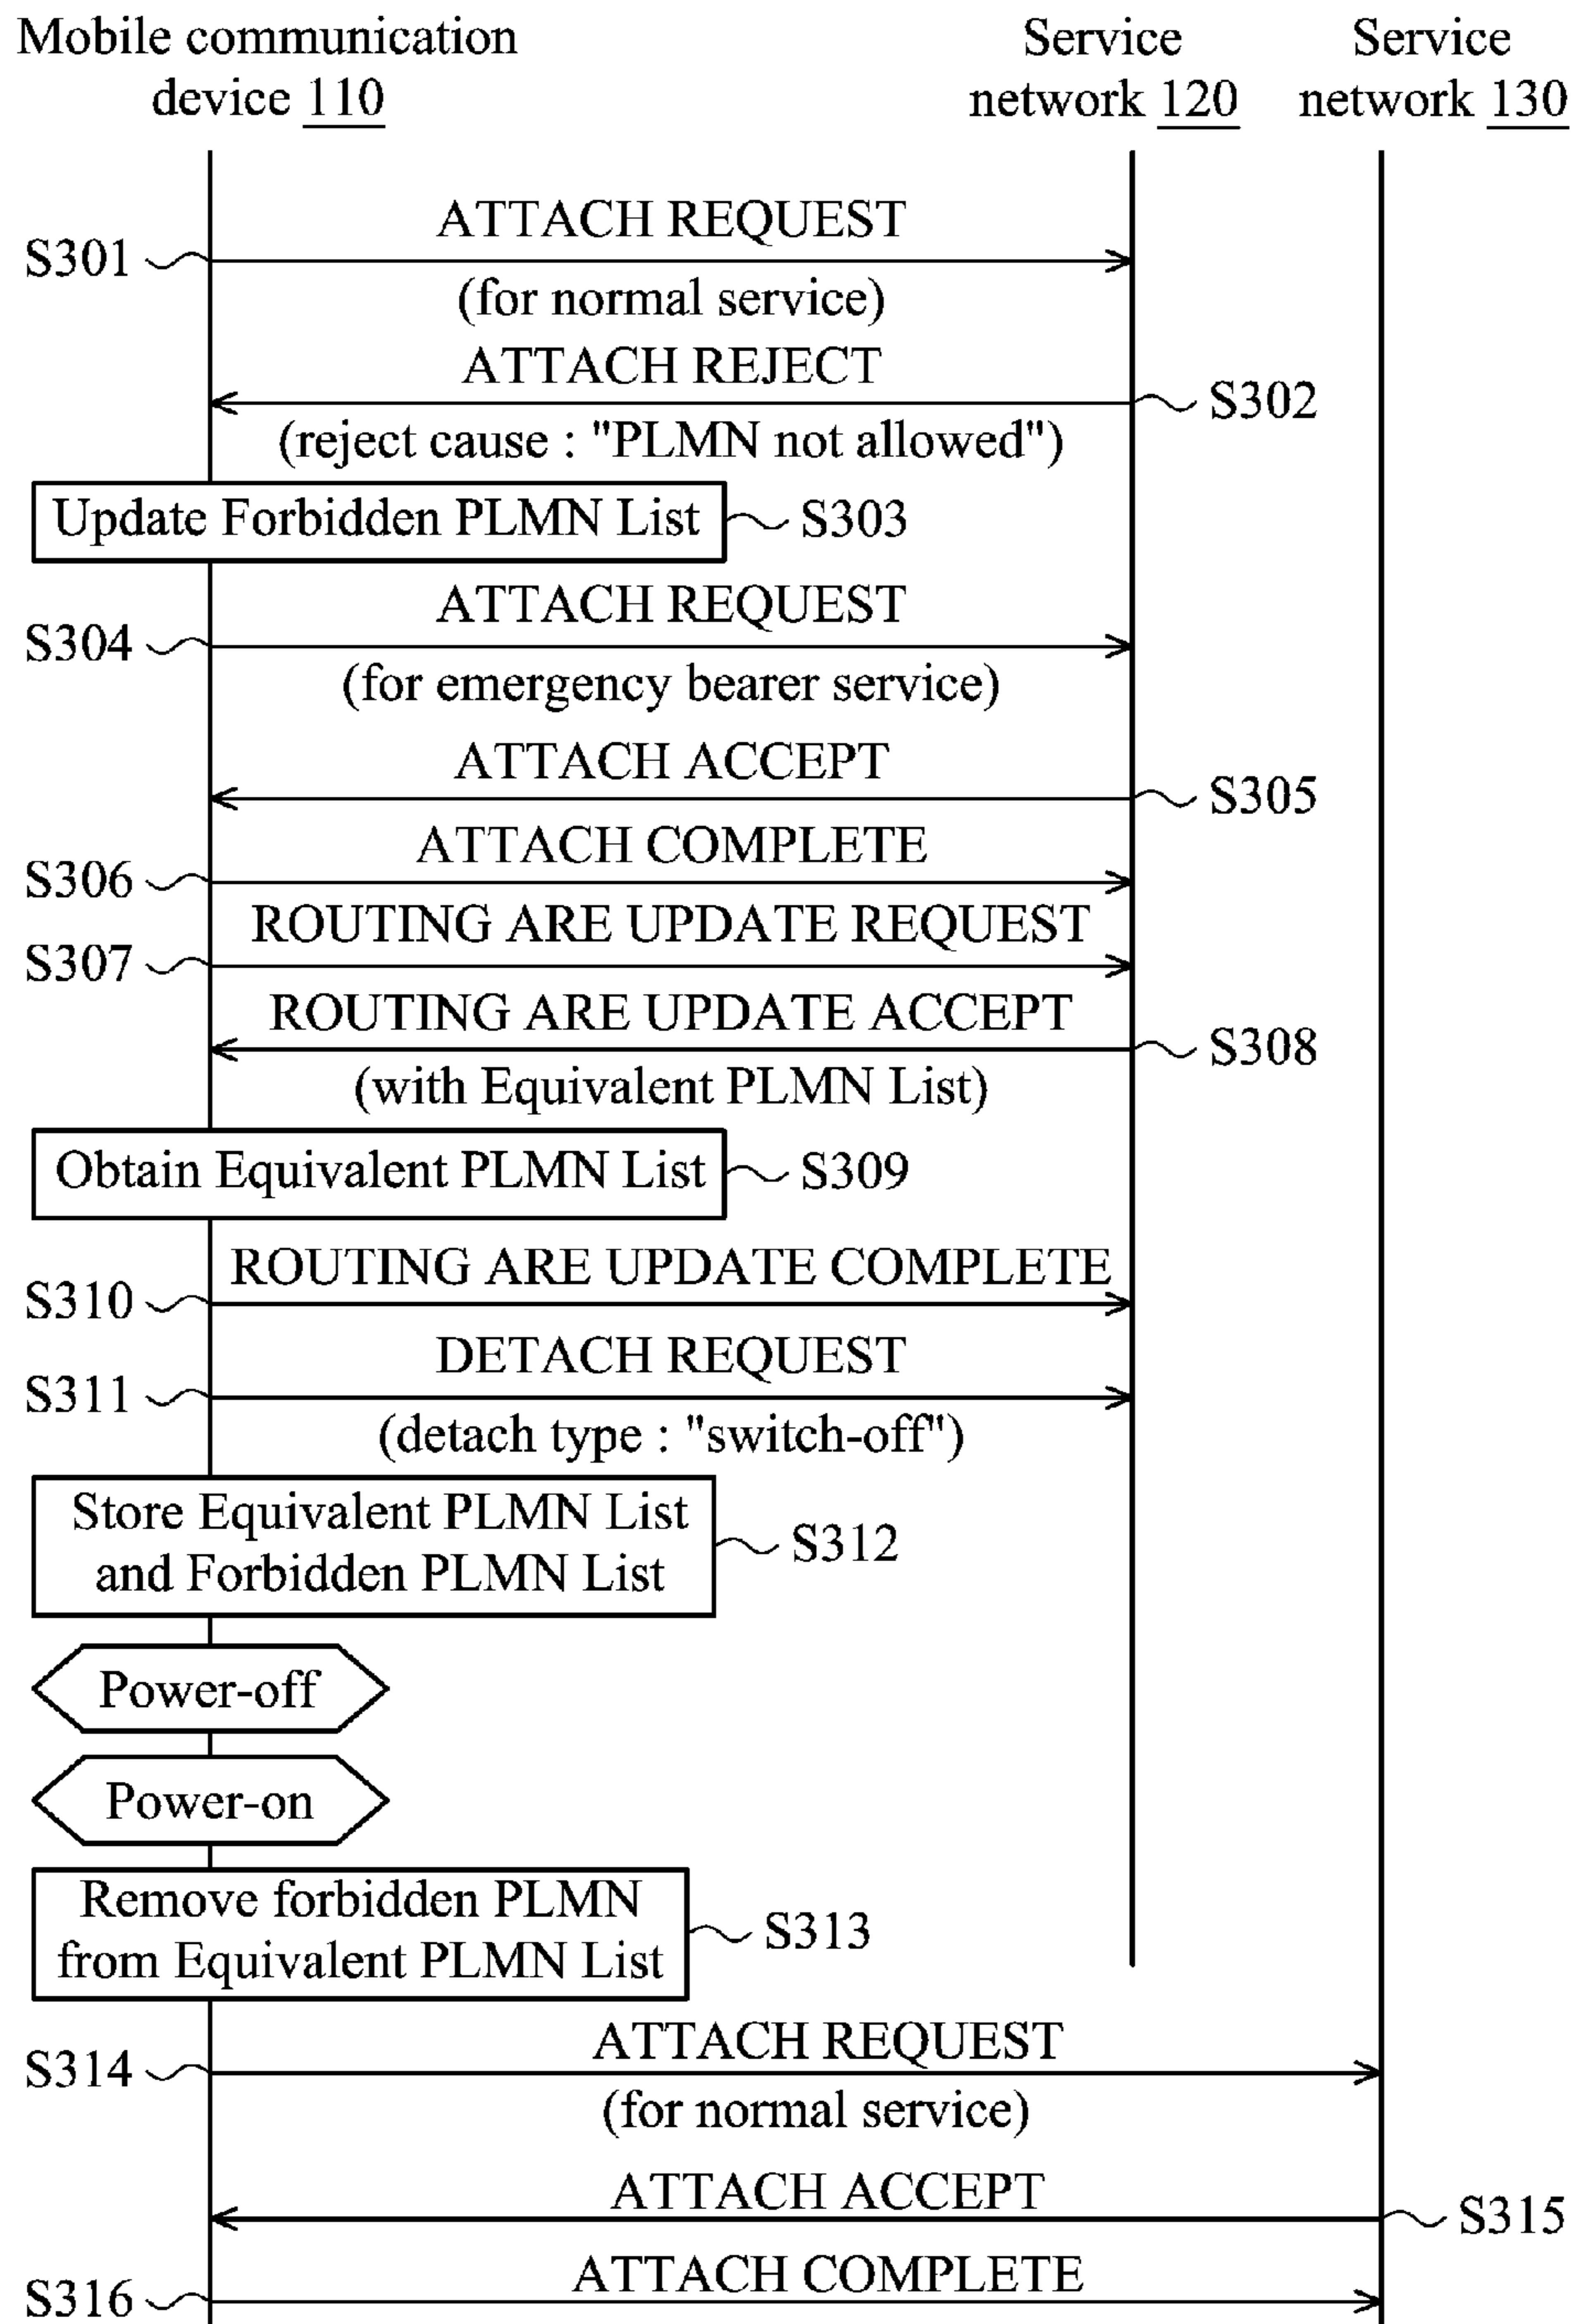 Mobile communication
device 110
Service
network 120
Service
network 130
ATTACH REQUEST
S301
(for normal service)
ATTACH REJECT
S302
(reject cause : "PLMN not allowed")
Update Forbidden PLMN List
S303
ATTACH REQUEST
S304
(for emergency bearer service)
ATTACH ACCEPT
S305
ATTACH COMPLETE
S306
ROUTING ARE UPDATE REQUEST
S307
ROUTING ARE UPDATE ACCEPT
S308
(with Equivalent PLMN List)
Obtain Equivalent PLMN List
S309
ROUTING ARE UPDATE COMPLETE
S310
DETACH REQUEST
S311
(detach type : "switch-off")
Store Equivalent PLMN List
and Forbidden PLMN List
S312
Power-off
Power-on
Remove forbidden PLMN
from Equivalent PLMN List
S313
ATTACH REQUEST
S314
(for normal service)
ATTACH ACCEPT
S315
ATTACH COMPLETE
S316